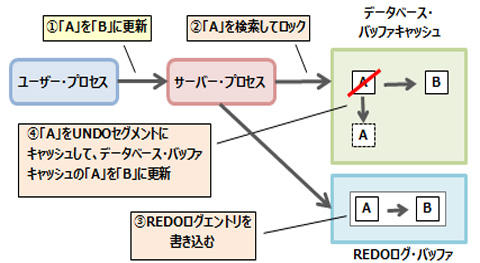 ①「A」を「B」に更新
②「A」を検索してロック
データベース・
バッファキャッシュ
ユーザー・プロセス
サーバー・プロセス
A
B
A
④「A」をUNDOセグメントに
キャッシュして、データベース・バッファ
キャッシュの「A」を「B」に更新
③REDOログエントリを
書き込む
A
B
REDOログ・バッファ